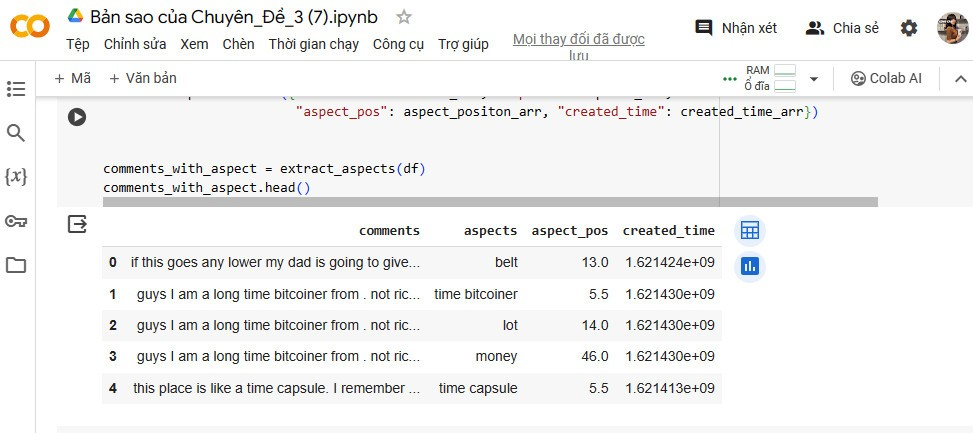 Bản sao của Chuyên_Đề_3 (7).ipynb
Tệp Chỉnh sửa Xem Chèn Thời gian chạy Công cụ Trợ giúp Mọi thay đổi đã được lưu
Nhận xét Chia sẻ
+ Mã + Văn bản
RAM
Ổ đĩa
Colab AI
"aspect_pos": aspect_positon_arr, "created_time": created_time_arr})
comments_with_aspect = extract_aspects(df)
comments_with_aspect.head()
comments aspects aspect_pos created_time
0 if this goes any lower my dad is going to give... belt 13.0 1.621424e+09
1 guys I am a long time bitcoiner from . not ric... time bitcoiner 5.5 1.621430e+09
2 guys I am a long time bitcoiner from . not ric... lot 14.0 1.621430e+09
3 guys I am a long time bitcoiner from . not ric... money 46.0 1.621430e+09
4 this place is like a time capsule. I remember ... time capsule 5.5 1.621413e+09
{x}